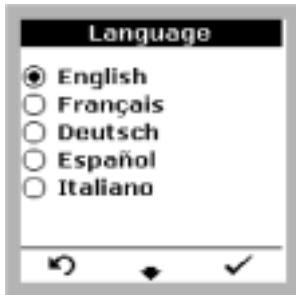 Language
English
Français
Deutsch
Español
Italiano